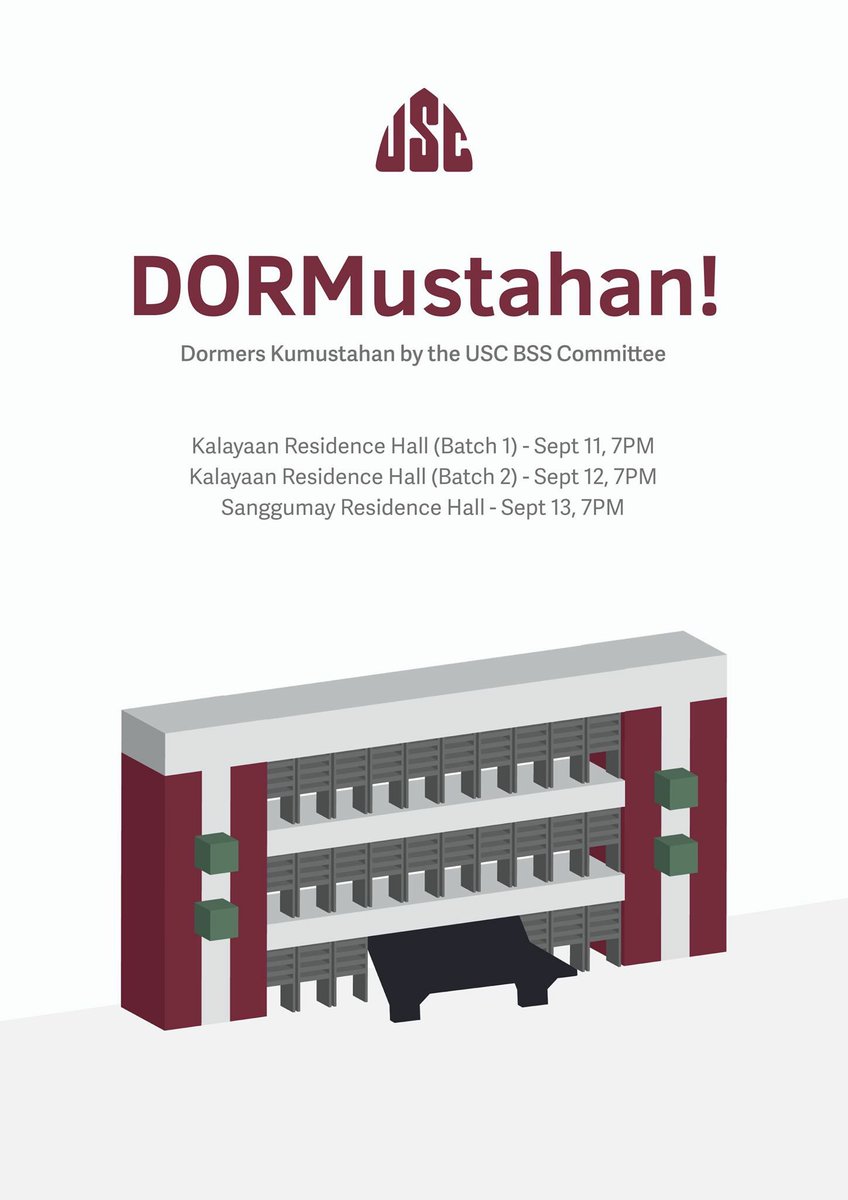 USC
DORMustahan!
Dormers Kumustahan by the USC BSS Committee
Kalayaan Residence Hall (Batch 1) - Sept 11, 7PM
Kalayaan Residence Hall (Batch 2) - Sept 12, 7PM
Sanggumay Residence Hall - Sept 13, 7PM